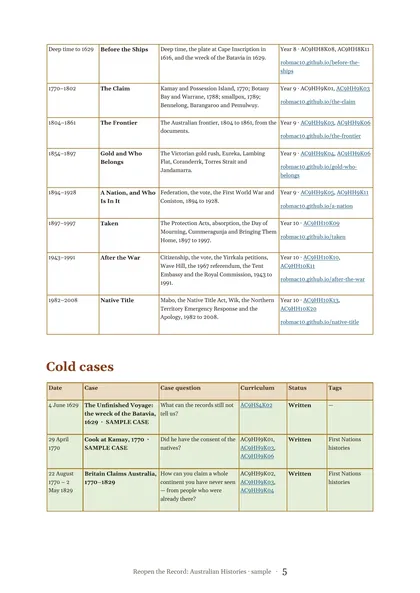 Deep time to 1629 Before the Ships Deep time, the plate at Cape Inscription in Year 8 · AC9HH8K08, AC9HH8K11
1616, and the wreck of the Batavia in 1629.
robmac10.github.io/before-the-
ships
1770–1802 The Claim Kamay and Possession Island, 1770; Botany Year 9 · AC9HH9K01, AC9HH9K03
Bay and Warrane, 1788; smallpox, 1789;
Bennelong, Barangaroo and Pemulwuy. robmac10.github.io/the-claim
1804–1861 The Frontier The Australian frontier, 1804 to 1861, from the Year 9 · AC9HH9K03, AC9HH9K06
documents.
robmac10.github.io/the-frontier
1854–1897 Gold and Who The Victorian gold rush, Eureka, Lambing Year 9 · AC9HH9K04, AC9HH9K06
Belongs Flat, Coranderrk, Torres Strait and
Jandamarra. robmac10.github.io/gold-who-
belongs
1894–1928 A Nation, and Who Federation, the vote, the First World War and Year 9 · AC9HH9K05, AC9HH9K11
Is In It Coniston, 1894 to 1928.
robmac10.github.io/a-nation
1897–1997 Taken The Protection Acts, absorption, the Day of Year 10 · AC9HH10K09
Mourning, Cummeragunja and Bringing Them
Home, 1897 to 1997. robmac10.github.io/taken
1943–1991 After the War Citizenship, the vote, the Yirrkala petitions, Year 10 · AC9HH10K10,
Wave Hill, the 1967 referendum, the Tent AC9HH10K11
Embassy and the Royal Commission, 1943 to
1991. robmac10.github.io/after-the-war
1982–2008 Native Title Mabo, the Native Title Act, Wik, the Northern Year 10 · AC9HH10K13,
Territory Emergency Response and the AC9HH10K20
Apology, 1982 to 2008.
robmac10.github.io/native-title
Cold cases
Date Case Case question Curriculum Status Tags
4 June 1629 The Unfinished Voyage: What can the records still not AC9HS4K02 Written —
the wreck of the Batavia, tell us?
1629 · SAMPLE CASE
29 April Cook at Kamay, 1770 · Did he have the consent of the AC9HH9K01, Written First Nations
1770 SAMPLE CASE natives? AC9HH9K03, histories
AC9HH9K06
22 August Britain Claims Australia, How can you claim a whole AC9HH9K02, Written First Nations
1770 – 2 1770–1829 continent you have never seen AC9HH9K03, histories
May 1829 — from people who were AC9HH9K04
already there?
Reopen the Record: Australian Histories · sample · 5